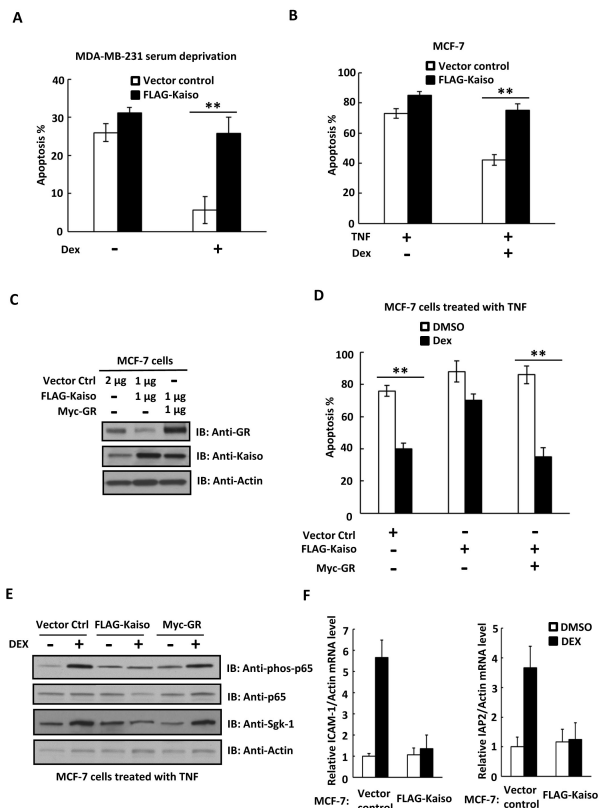 A
MDA-MB-231 serum deprivation
Vector control
FLAG-Kaiso
**
Apoptosis %
40
30
20
10
0
Dex - +
B
MCF-7
Vector control
FLAG-Kaiso
**
Apoptosis %
100
80
60
40
20
0
TNF + +
Dex - +
C
MCF-7 cells
Vector Ctrl 2 µg 1 µg -
FLAG-Kaiso - 1 µg 1 µg
Myc-GR - - 1 µg
IB: Anti-GR
IB: Anti-Kaiso
IB: Anti-Actin
D
MCF-7 cells treated with TNF
DMSO
Dex
** **
Apoptosis %
100
80
60
40
20
0
Vector Ctrl + - -
FLAG-Kaiso - + +
Myc-GR - - +
E
Vector Ctrl FLAG-Kaiso Myc-GR
DEX - + - + - +
IB: Anti-phos-p65
IB: Anti-p65
IB: Anti-Sgk-1
IB: Anti-Actin
MCF-7 cells treated with TNF
F
Relative ICAM-1/Actin mRNA level
7
6
5
4
3
2
1
0
MCF-7: Vector control FLAG-Kaiso
DMSO
DEX
Relative IAP2/Actin mRNA level
5
4
3
2
1
0
MCF-7: Vector control FLAG-Kaiso